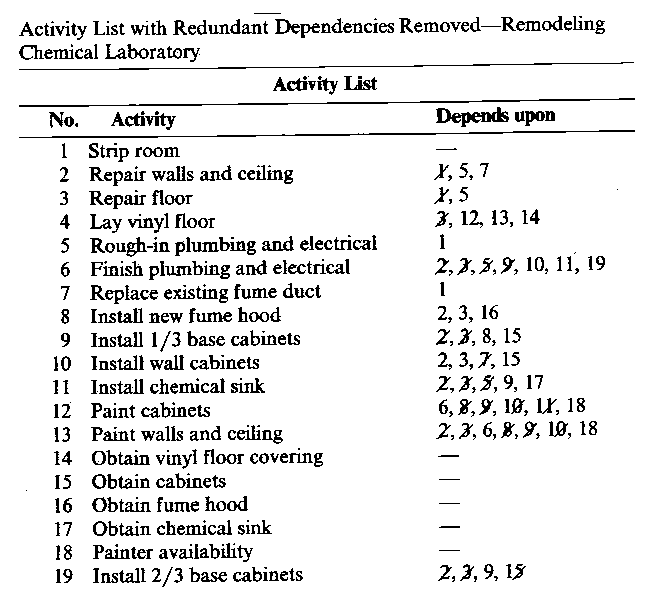 Activity List with Redundant Dependencies Removed—Remodeling
Chemical Laboratory
Activity List
No. Activity Depends upon
1 Strip room —
2 Repair walls and ceiling 1, 5, 7
3 Repair floor 1, 5
4 Lay vinyl floor 3, 12, 13, 14
5 Rough-in plumbing and electrical 1
6 Finish plumbing and electrical 2, 3, 5, 9, 10, 11, 19
7 Replace existing fume duct 1
8 Install new fume hood 2, 3, 16
9 Install 1/3 base cabinets 2, 3, 8, 15
10 Install wall cabinets 2, 3, 7, 15
11 Install chemical sink 2, 3, 5, 9, 17
12 Paint cabinets 6, 8, 9, 10, 11, 18
13 Paint walls and ceiling 2, 3, 6, 8, 9, 10, 18
14 Obtain vinyl floor covering —
15 Obtain cabinets —
16 Obtain fume hood —
17 Obtain chemical sink —
18 Painter availability —
19 Install 2/3 base cabinets 2, 3, 9, 15